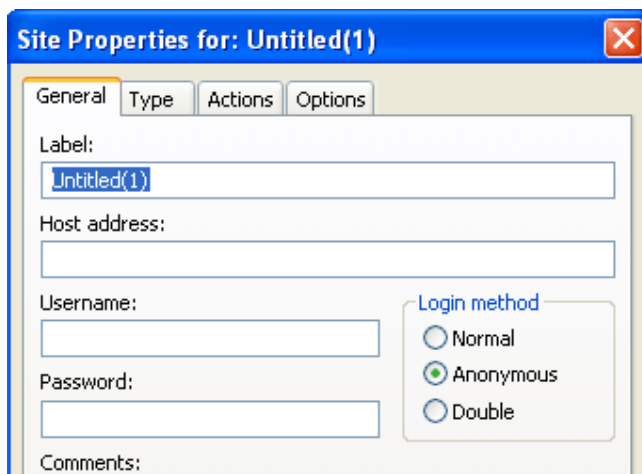 Site Properties for: Untitled(1)
General Type Actions Options
Label:
Untitled(1)
Host address:
Username:
Login method
Normal
Password:
Anonymous
Double
Comments: